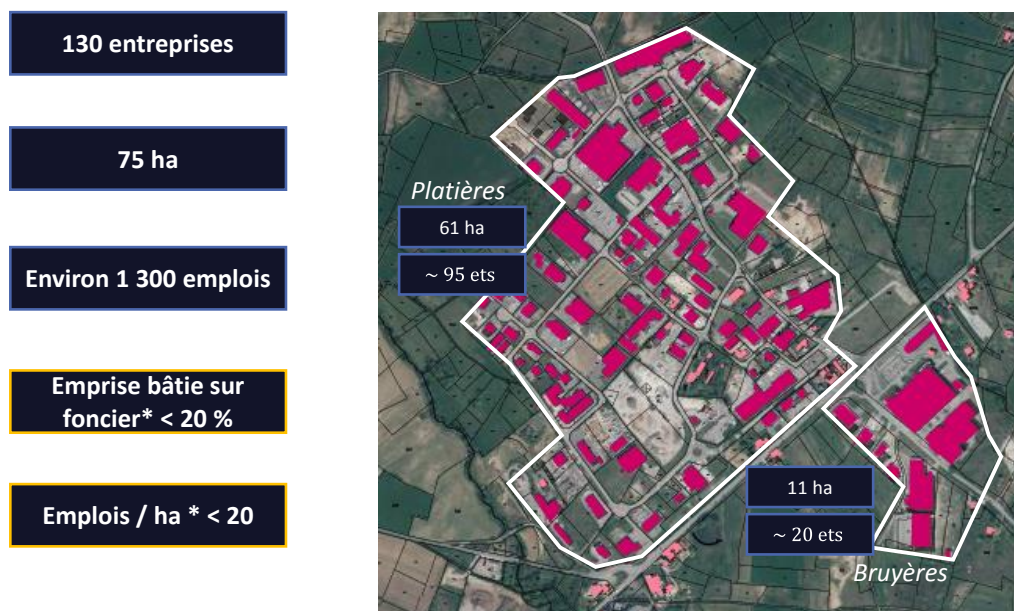 130 entreprises
75 ha
Environ 1 300 emplois
Emprise bâtie sur
foncier* < 20 %
Emplois / ha * < 20
Platières
61 ha
~ 95 ets
11 ha
~ 20 ets
Bruyères